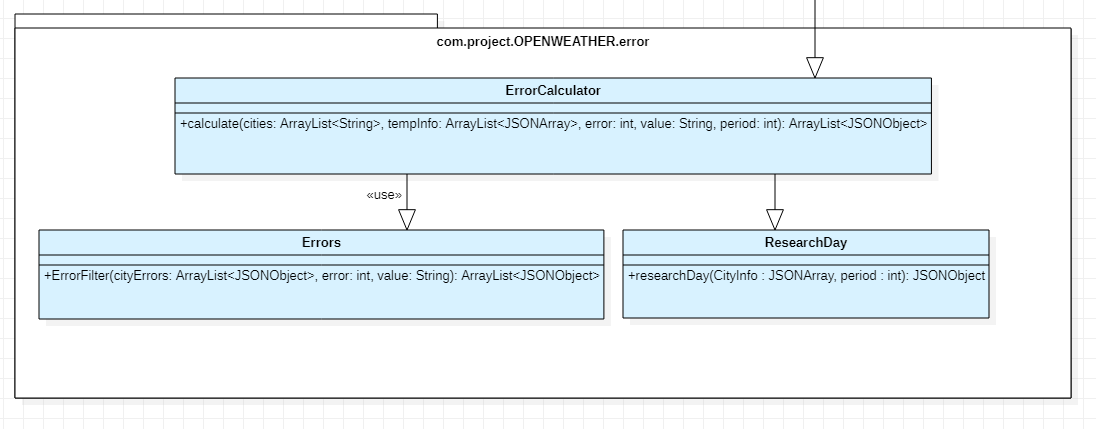 com.project.OPENWEATHER.error
ErrorCalculator
+calculate(cities: ArrayList<String>, tempInfo: ArrayList<JSONArray>, error: int, value: String, period: int): ArrayList<JSONObject>
«use»
Errors
+ErrorFilter(cityErrors: ArrayList<JSONObject>, error: int, value: String): ArrayList<JSONObject>
ResearchDay
+researchDay(CityInfo : JSONArray, period : int): JSONObject